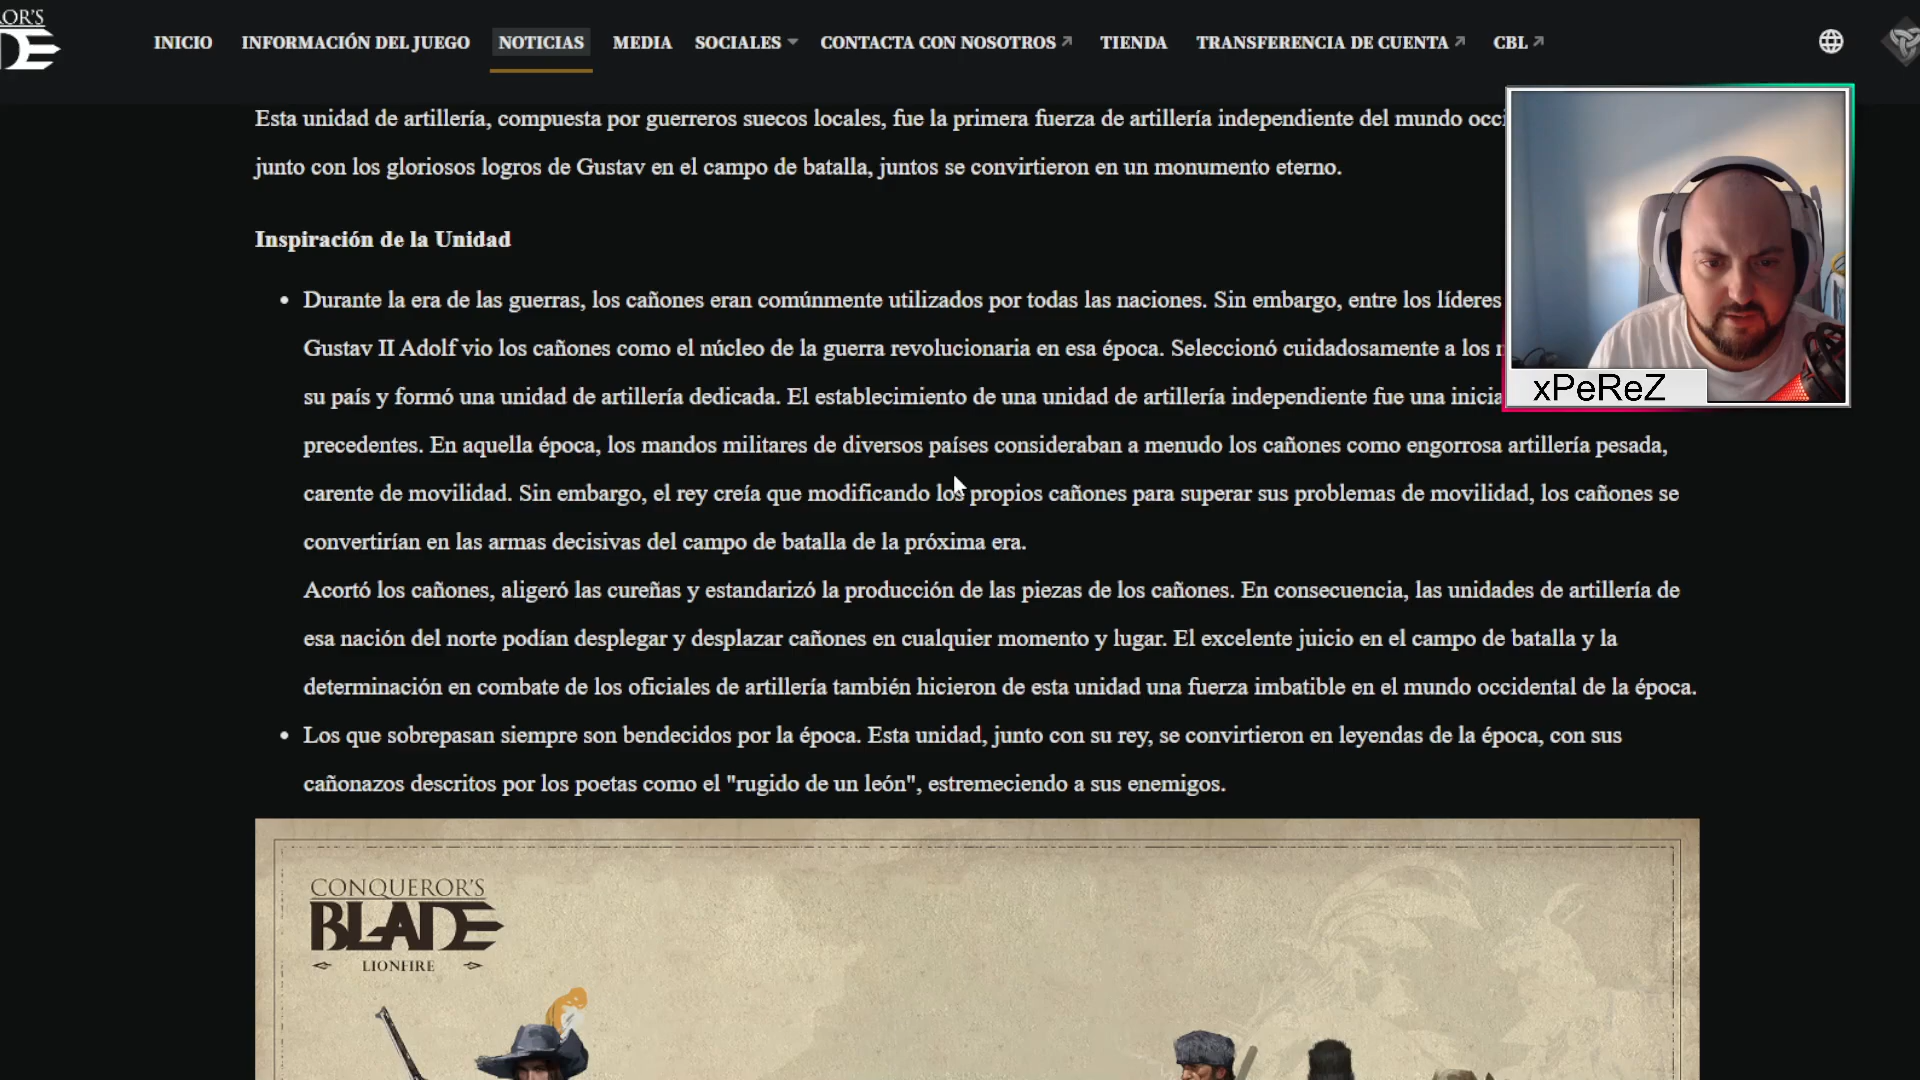 OR'S
DE
INICIO INFORMACIÓN DEL JUEGO NOTICIAS MEDIA SOCIALES CONTACTA CON NOSOTROS TIENDA TRANSFERENCIA DE CUENTA CBL
Esta unidad de artillería, compuesta por guerreros suecos locales, fue la primera fuerza de artillería independiente del mundo occi
junto con los gloriosos logros de Gustav en el campo de batalla, juntos se convirtieron en un monumento eterno.
Inspiración de la Unidad
• Durante la era de las guerras, los cañones eran comúnmente utilizados por todas las naciones. Sin embargo, entre los líderes
Gustav II Adolf vio los cañones como el núcleo de la guerra revolucionaria en esa época. Seleccionó cuidadosamente a los
su país y formó una unidad de artillería dedicada. El establecimiento de una unidad de artillería independiente fue una inicia
precedentes. En aquella época, los mandos militares de diversos países consideraban a menudo los cañones como engorrosa artillería pesada,
carente de movilidad. Sin embargo, el rey creía que modificando los propios cañones para superar sus problemas de movilidad, los cañones se
convertirían en las armas decisivas del campo de batalla de la próxima era.
Acortó los cañones, aligeró las cureñas y estandarizó la producción de las piezas de los cañones. En consecuencia, las unidades de artillería de
esa nación del norte podían desplegar y desplazar cañones en cualquier momento y lugar. El excelente juicio en el campo de batalla y la
determinación en combate de los oficiales de artillería también hicieron de esta unidad una fuerza imbatible en el mundo occidental de la época.
• Los que sobrepasan siempre son bendecidos por la época. Esta unidad, junto con su rey, se convirtieron en leyendas de la época, con sus
cañonazos descritos por los poetas como el "rugido de un león", estremeciendo a sus enemigos.
xPeReZ
CONQUEROR'S
BLADE
LIONFIRE